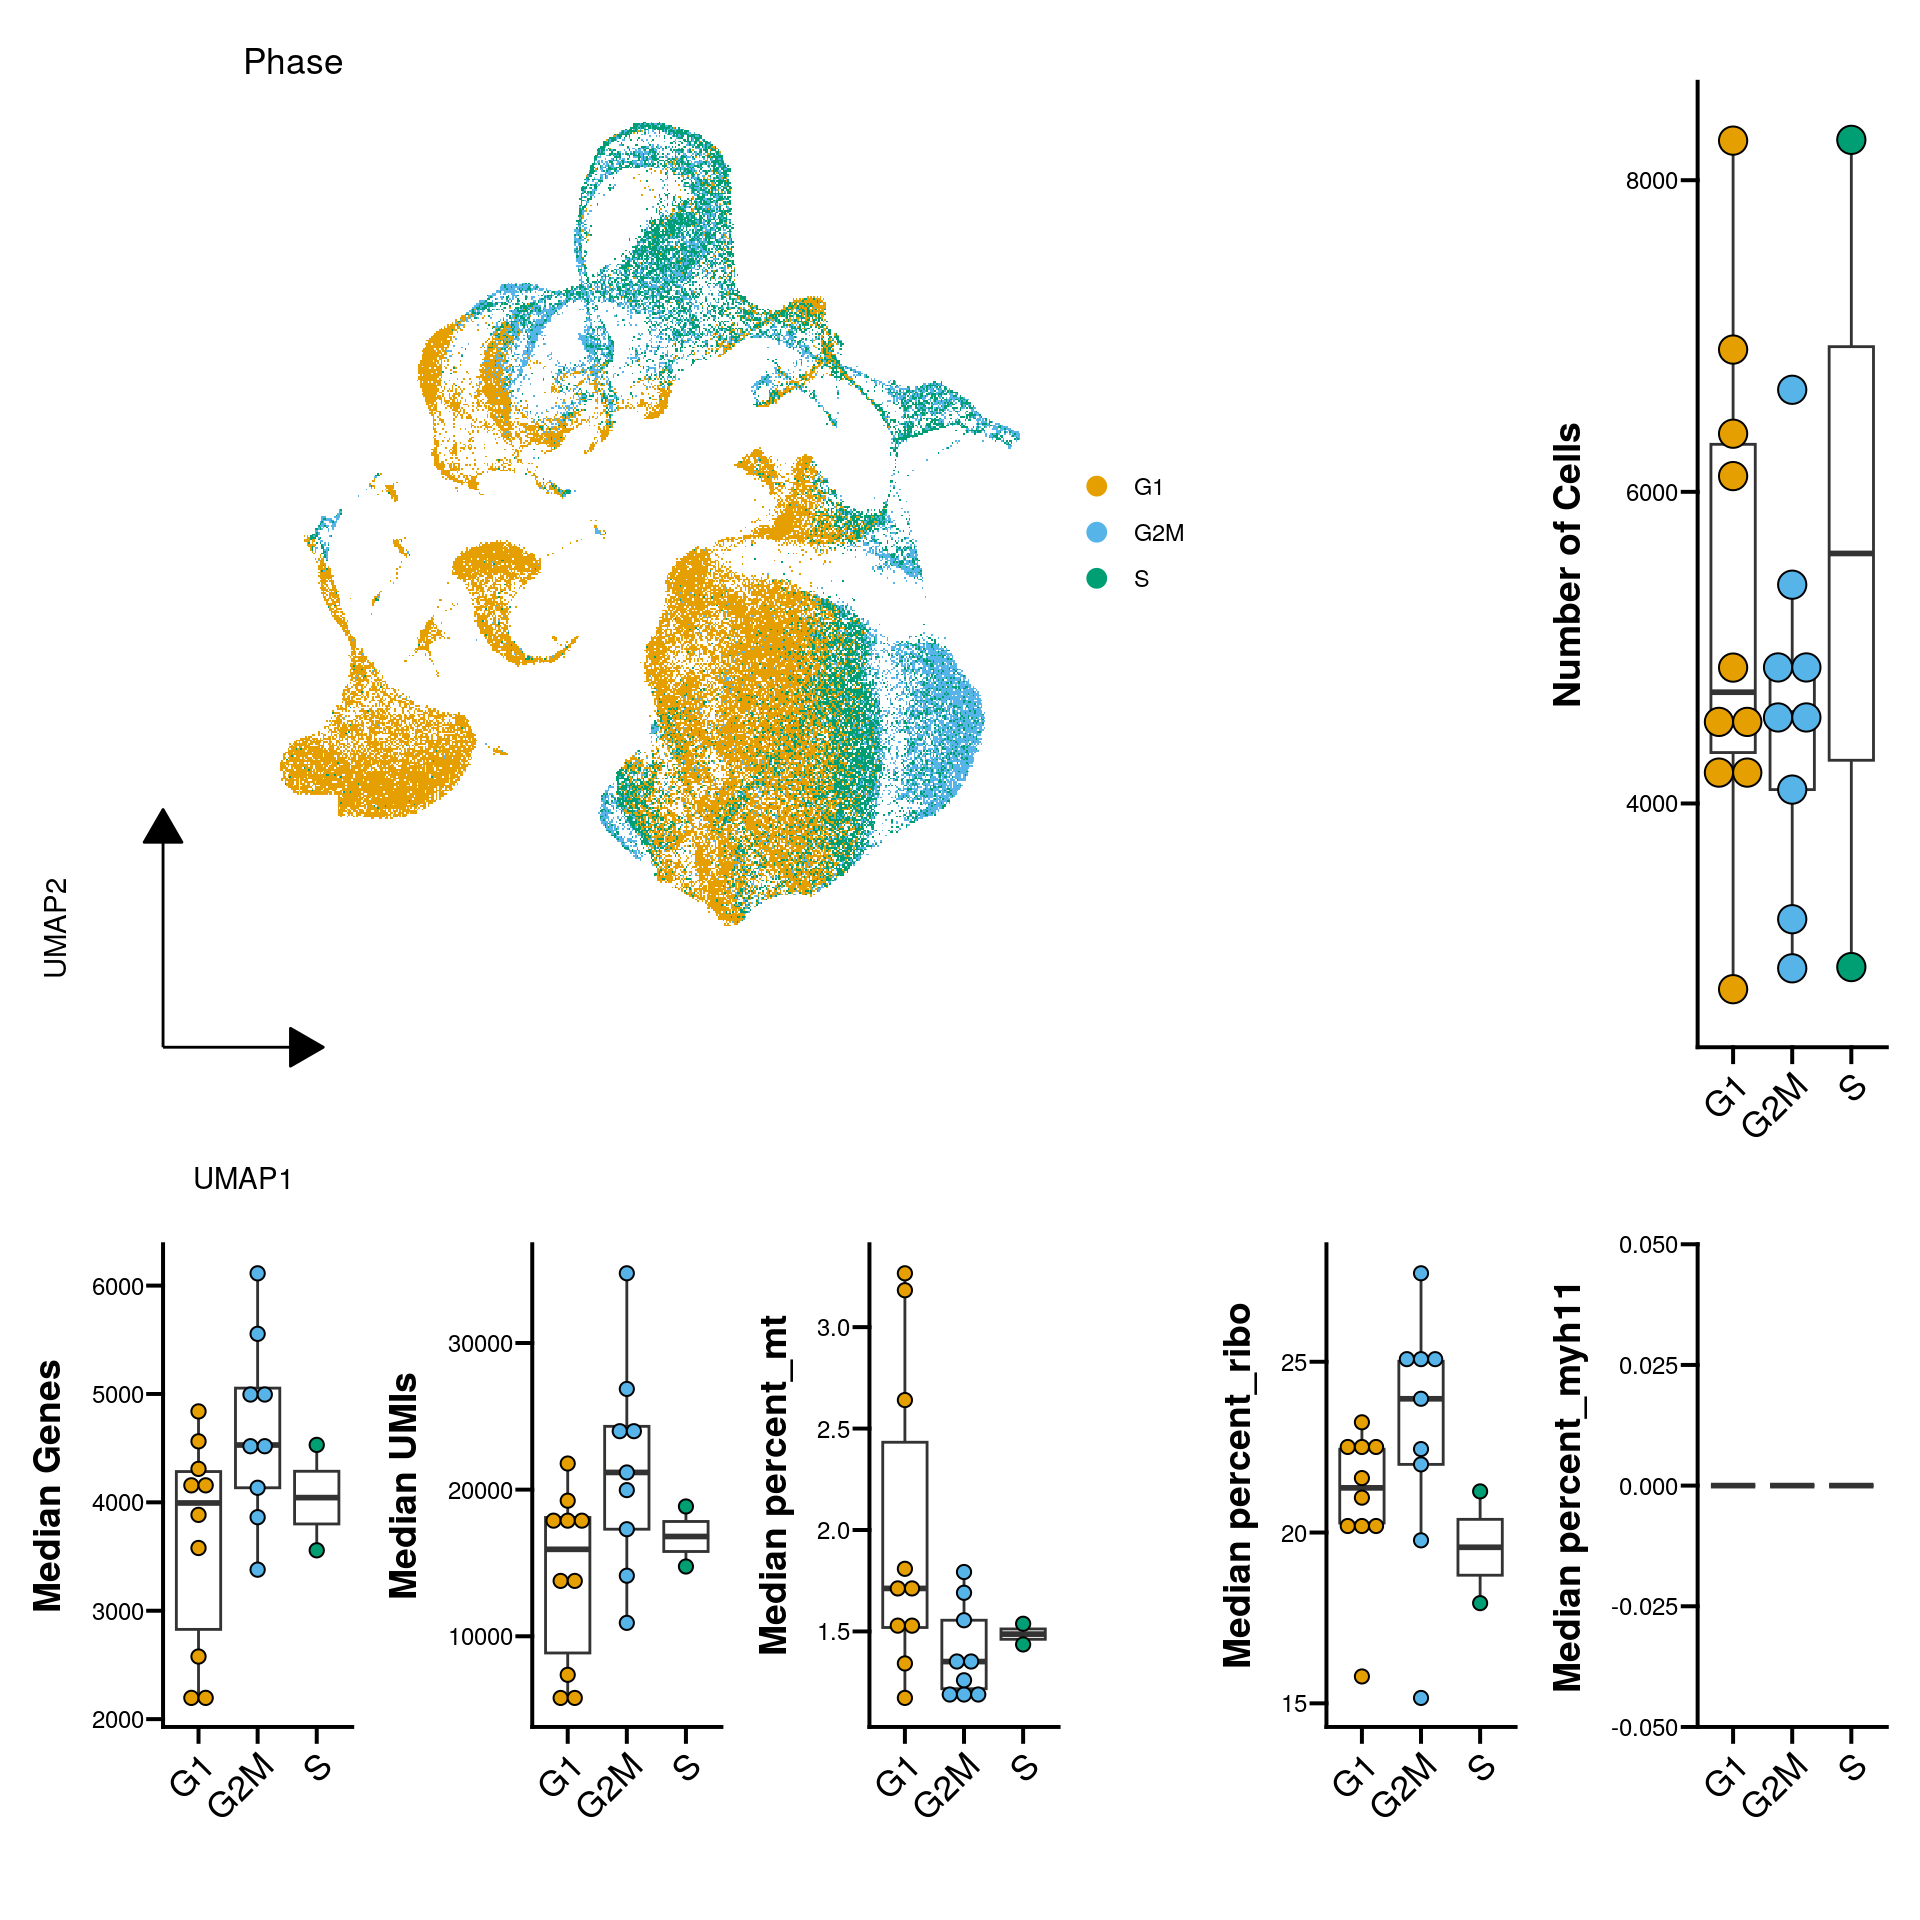 Phase
UMAP2
UMAP1
G1
G2M
S
Number of Cells
8000
6000
4000
G1
G2M
S
Median Genes
6000
5000
4000
3000
2000
G1
G2M
S
Median UMIs
30000
20000
10000
G1
G2M
S
Median percent_mt
3.0
2.5
2.0
1.5
G1
G2M
S
Median percent_ribo
25
20
15
G1
G2M
S
Median percent_myh11
0.050
0.025
0.000
-0.025
-0.050
G1
G2M
S